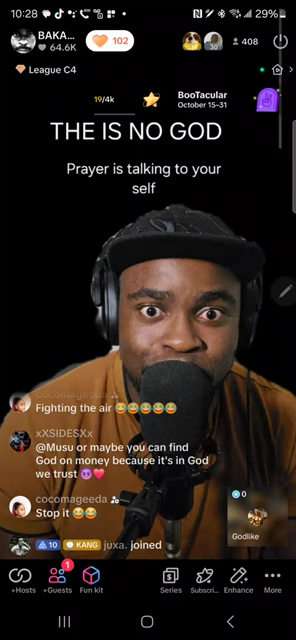 10:28
29%
BAKA...
64.6K
102
30
408
League C4
19/4k
BooTacular
October 15–31
THE IS NO GOD
Prayer is talking to your
self
cocomageeda
Fighting the air 😂😂😂😂😂
xXSIDESXx
@Musu or maybe you can find
God on money because it's in God
we trust 😈❤️
cocomageeda
Stop it 😂😂
10 KANG juxa. joined
0
Godlike
1
+Hosts +Guests Fun kit Series Subscri... Enhance More